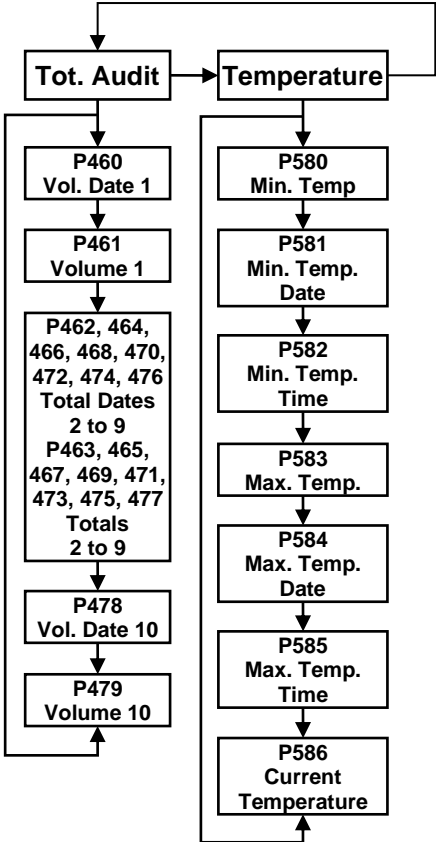 Tot. Audit
Temperature
P460
Vol. Date 1
P461
Volume 1
P462, 464,
466, 468, 470,
472, 474, 476
Total Dates
2 to 9
P463, 465,
467, 469, 471,
473, 475, 477
Totals
2 to 9
P478
Vol. Date 10
P479
Volume 10
P580
Min. Temp
P581
Min. Temp.
Date
P582
Min. Temp.
Time
P583
Max. Temp.
P584
Max. Temp.
Date
P585
Max. Temp.
Time
P586
Current
Temperature